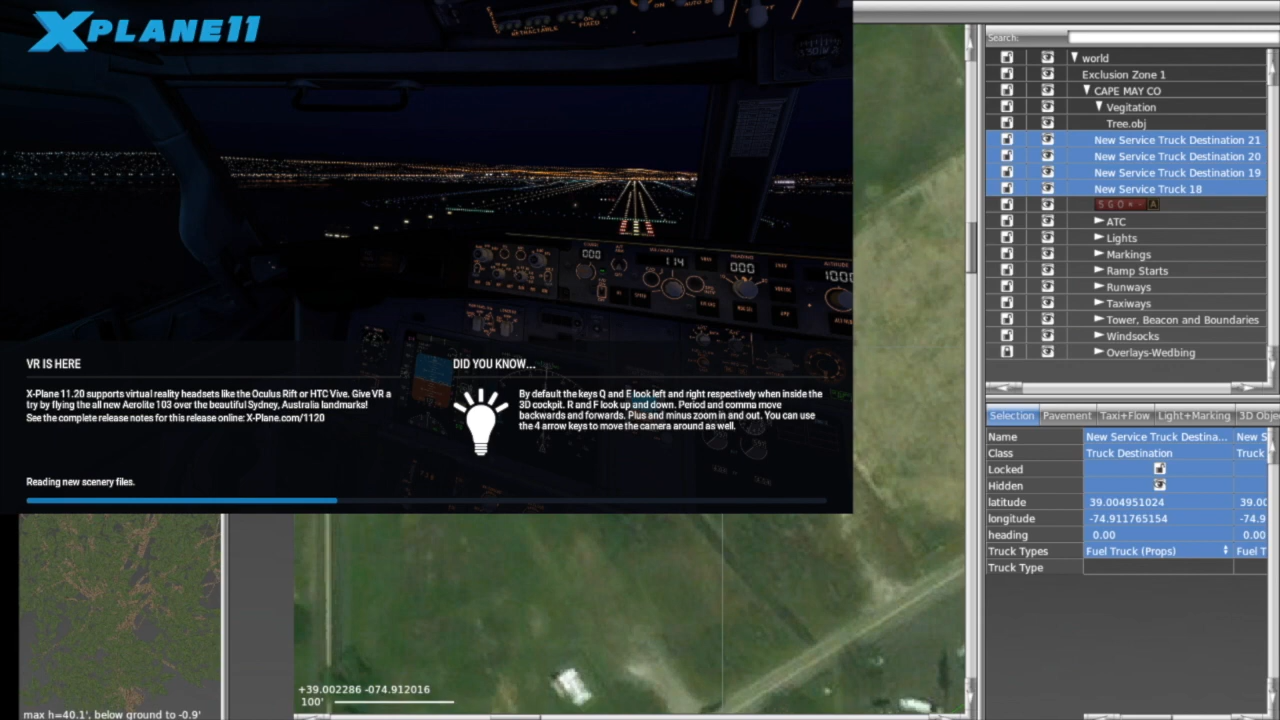 XPLANE11
RETRACTABLE
FIXED
ON
000
114
000
1000
VR IS HERE
X-Plane 11.20 supports virtual reality headsets like the Oculus Rift or HTC Vive. Give VR a
try by flying the all new Aerolite 103 over the beautiful Sydney, Australia landmarks!
See the complete release notes for this release online: X-Plane.com/1120
DID YOU KNOW...
By default the keys Q and E look left and right respectively when inside the
3D cockpit. R and F look up and down. Period and comma move
backwards and forwards. Plus and minus zoom in and out. You can use
the 4 arrow keys to move the camera around as well.
Reading new scenery files.
max h=40.1', below ground to -0.9'
+39.002286 -074.912016
100'
Search:
world
Exclusion Zone 1
CAPE MAY CO
Vegitation
Tree.obj
New Service Truck Destination 21
New Service Truck Destination 20
New Service Truck Destination 19
New Service Truck 18
S G O * - A
ATC
Lights
Markings
Ramp Starts
Runways
Taxiways
Tower, Beacon and Boundaries
Windsocks
Overlays-Wedbing
Selection Pavement Taxi+Flow Light+Marking 3D Obje
Name New Service Truck Destina... New S
Class Truck Destination Truck
Locked
Hidden
latitude 39.004951024 39.00
longitude -74.911765154 -74.9
heading 0.00 0.00
Truck Types Fuel Truck (Props) Fuel T
Truck Type